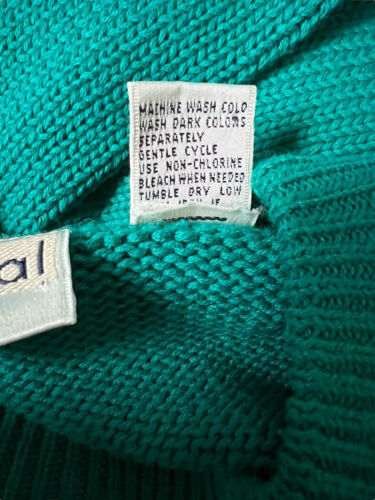 MACHINE WASH COLD
WASH DARK COLORS
SEPARATELY
GENTLE CYCLE
USE NON-CHLORINE
BLEACH WHEN NEEDED
TUMBLE DRY LOW
al